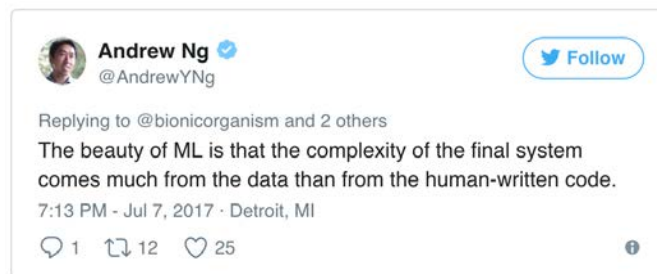 Andrew Ng
@AndrewYNg
Follow
Replying to @bionicorganism and 2 others
The beauty of ML is that the complexity of the final system
comes much from the data than from the human-written code.
7:13 PM - Jul 7, 2017 · Detroit, MI
1 12 25